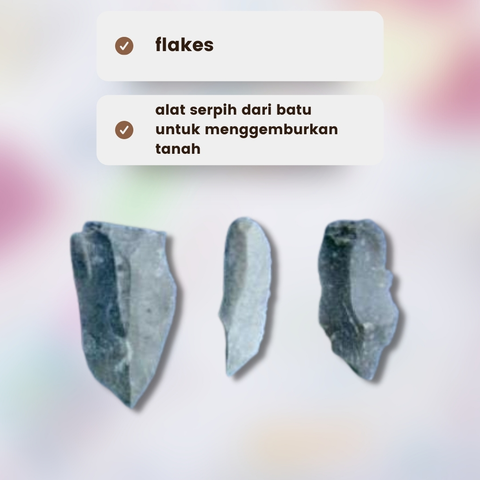 flakes
alat serpih dari batu
untuk menggemburkan
tanah